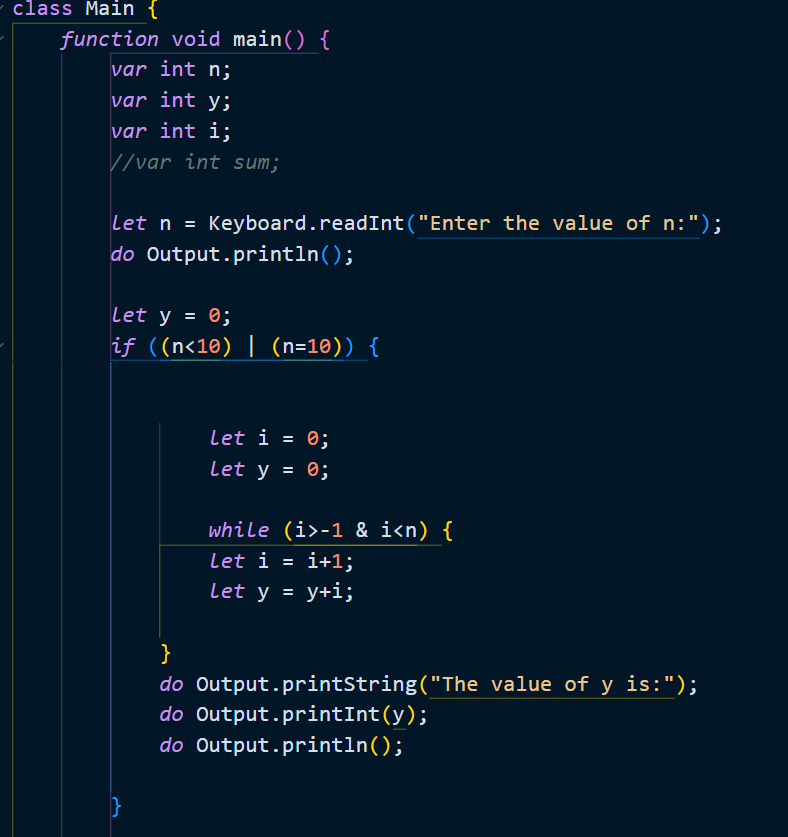 class Main {
function void main() {
var int n;
var int y;
var int i;
//var int sum;
let n = Keyboard.readInt("Enter the value of n:");
do Output.println();
let y = 0;
if ((n<10) | (n=10)) {
let i = 0;
let y = 0;
while (i>-1 & i<n) {
let i = i+1;
let y = y+i;
}
do Output.printString("The value of y is:");
do Output.printInt(y);
do Output.println();
}